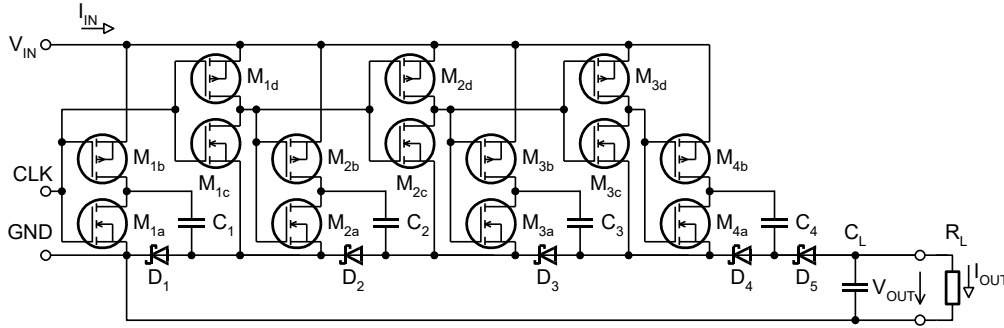 I_IN
V_IN
M_1d
M_2d
M_3d
M_1b
M_2b
M_3b
M_4b
CLK
M_1c
M_2c
M_3c
GND
M_1a
C_1
M_2a
C_2
M_3a
C_3
M_4a
C_4
C_L
R_L
D_1
D_2
D_3
D_4
D_5
V_OUT
I_OUT